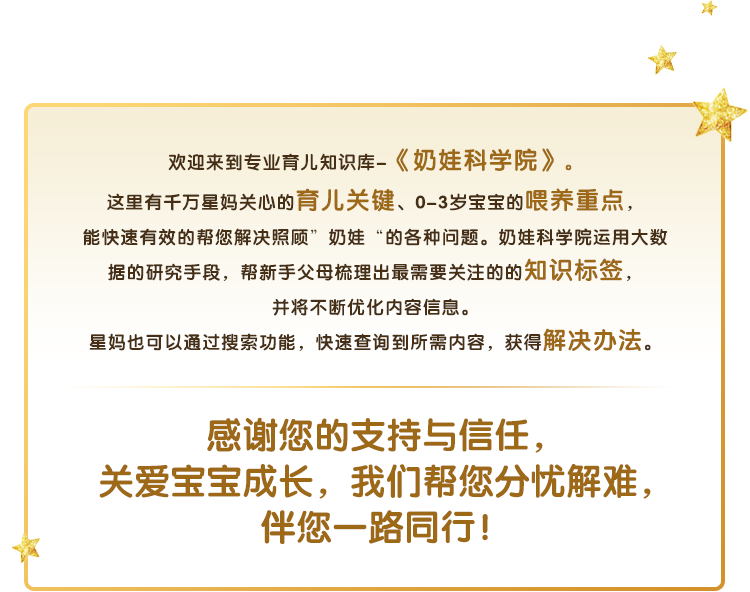 欢迎来到专业育儿知识库-《奶娃科学院》。
这里有千万星妈关心的育儿关键、0-3岁宝宝的喂养重点，
能快速有效的帮您解决照顾”奶娃“的各种问题。奶娃科学院运用大数
据的研究手段，帮新手父母梳理出最需要关注的的知识标签，
并将不断优化内容信息。
星妈也可以通过搜索功能，快速查询到所需内容，获得解决办法。
感谢您的支持与信任，
关爱宝宝成长，我们帮您分忧解难，
伴您一路同行！